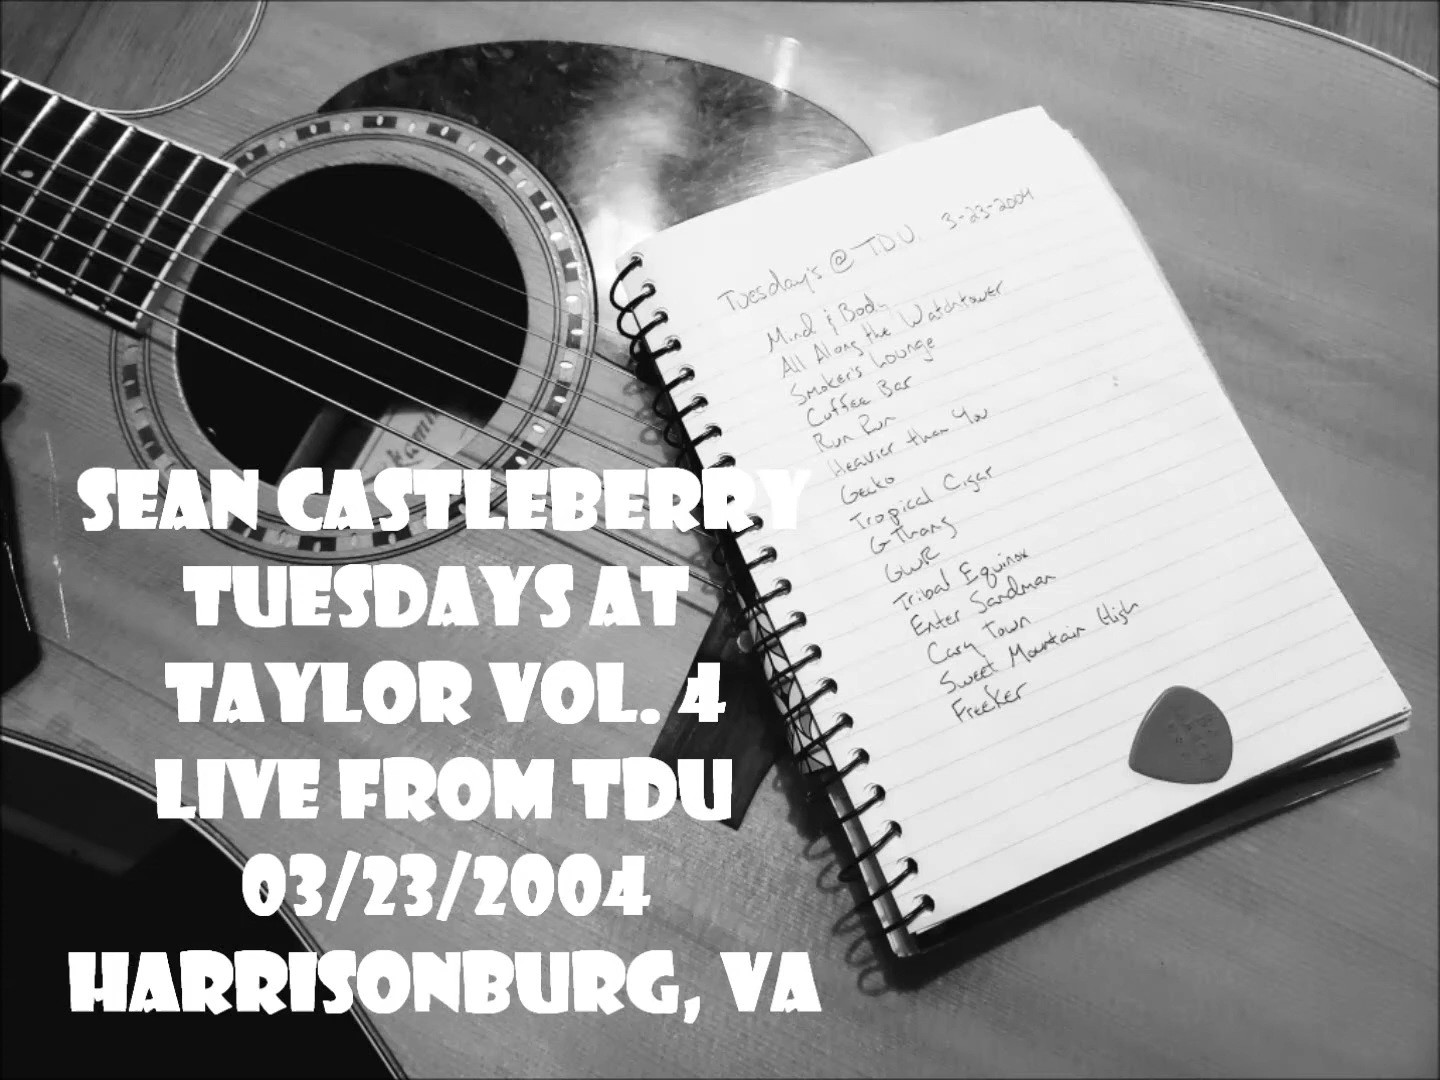 Tuesday's @ TDU. 3-23-2004
Mind & Body
All Along the Watchtower
Smoker's Lounge
Coffee Bar
Run Run
Heavier than You
Gecko
Tropical Cigar
G Thang
GWR
Tribal Equinox
Enter Sandman
Cary Town
Sweet Mountain High
Freeker
SEAN CASTLEBERRY
TUESDAYS AT
TAYLOR VOL. 4
LIVE FROM TDU
03/23/2004
HARRISONBURG, VA